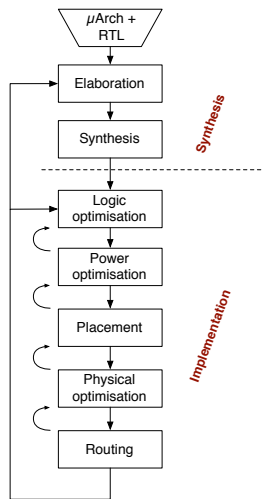 µArch +
RTL
Elaboration
Synthesis
Synthesis
Logic
optimisation
Power
optimisation
Placement
Physical
optimisation
Implementation
Routing